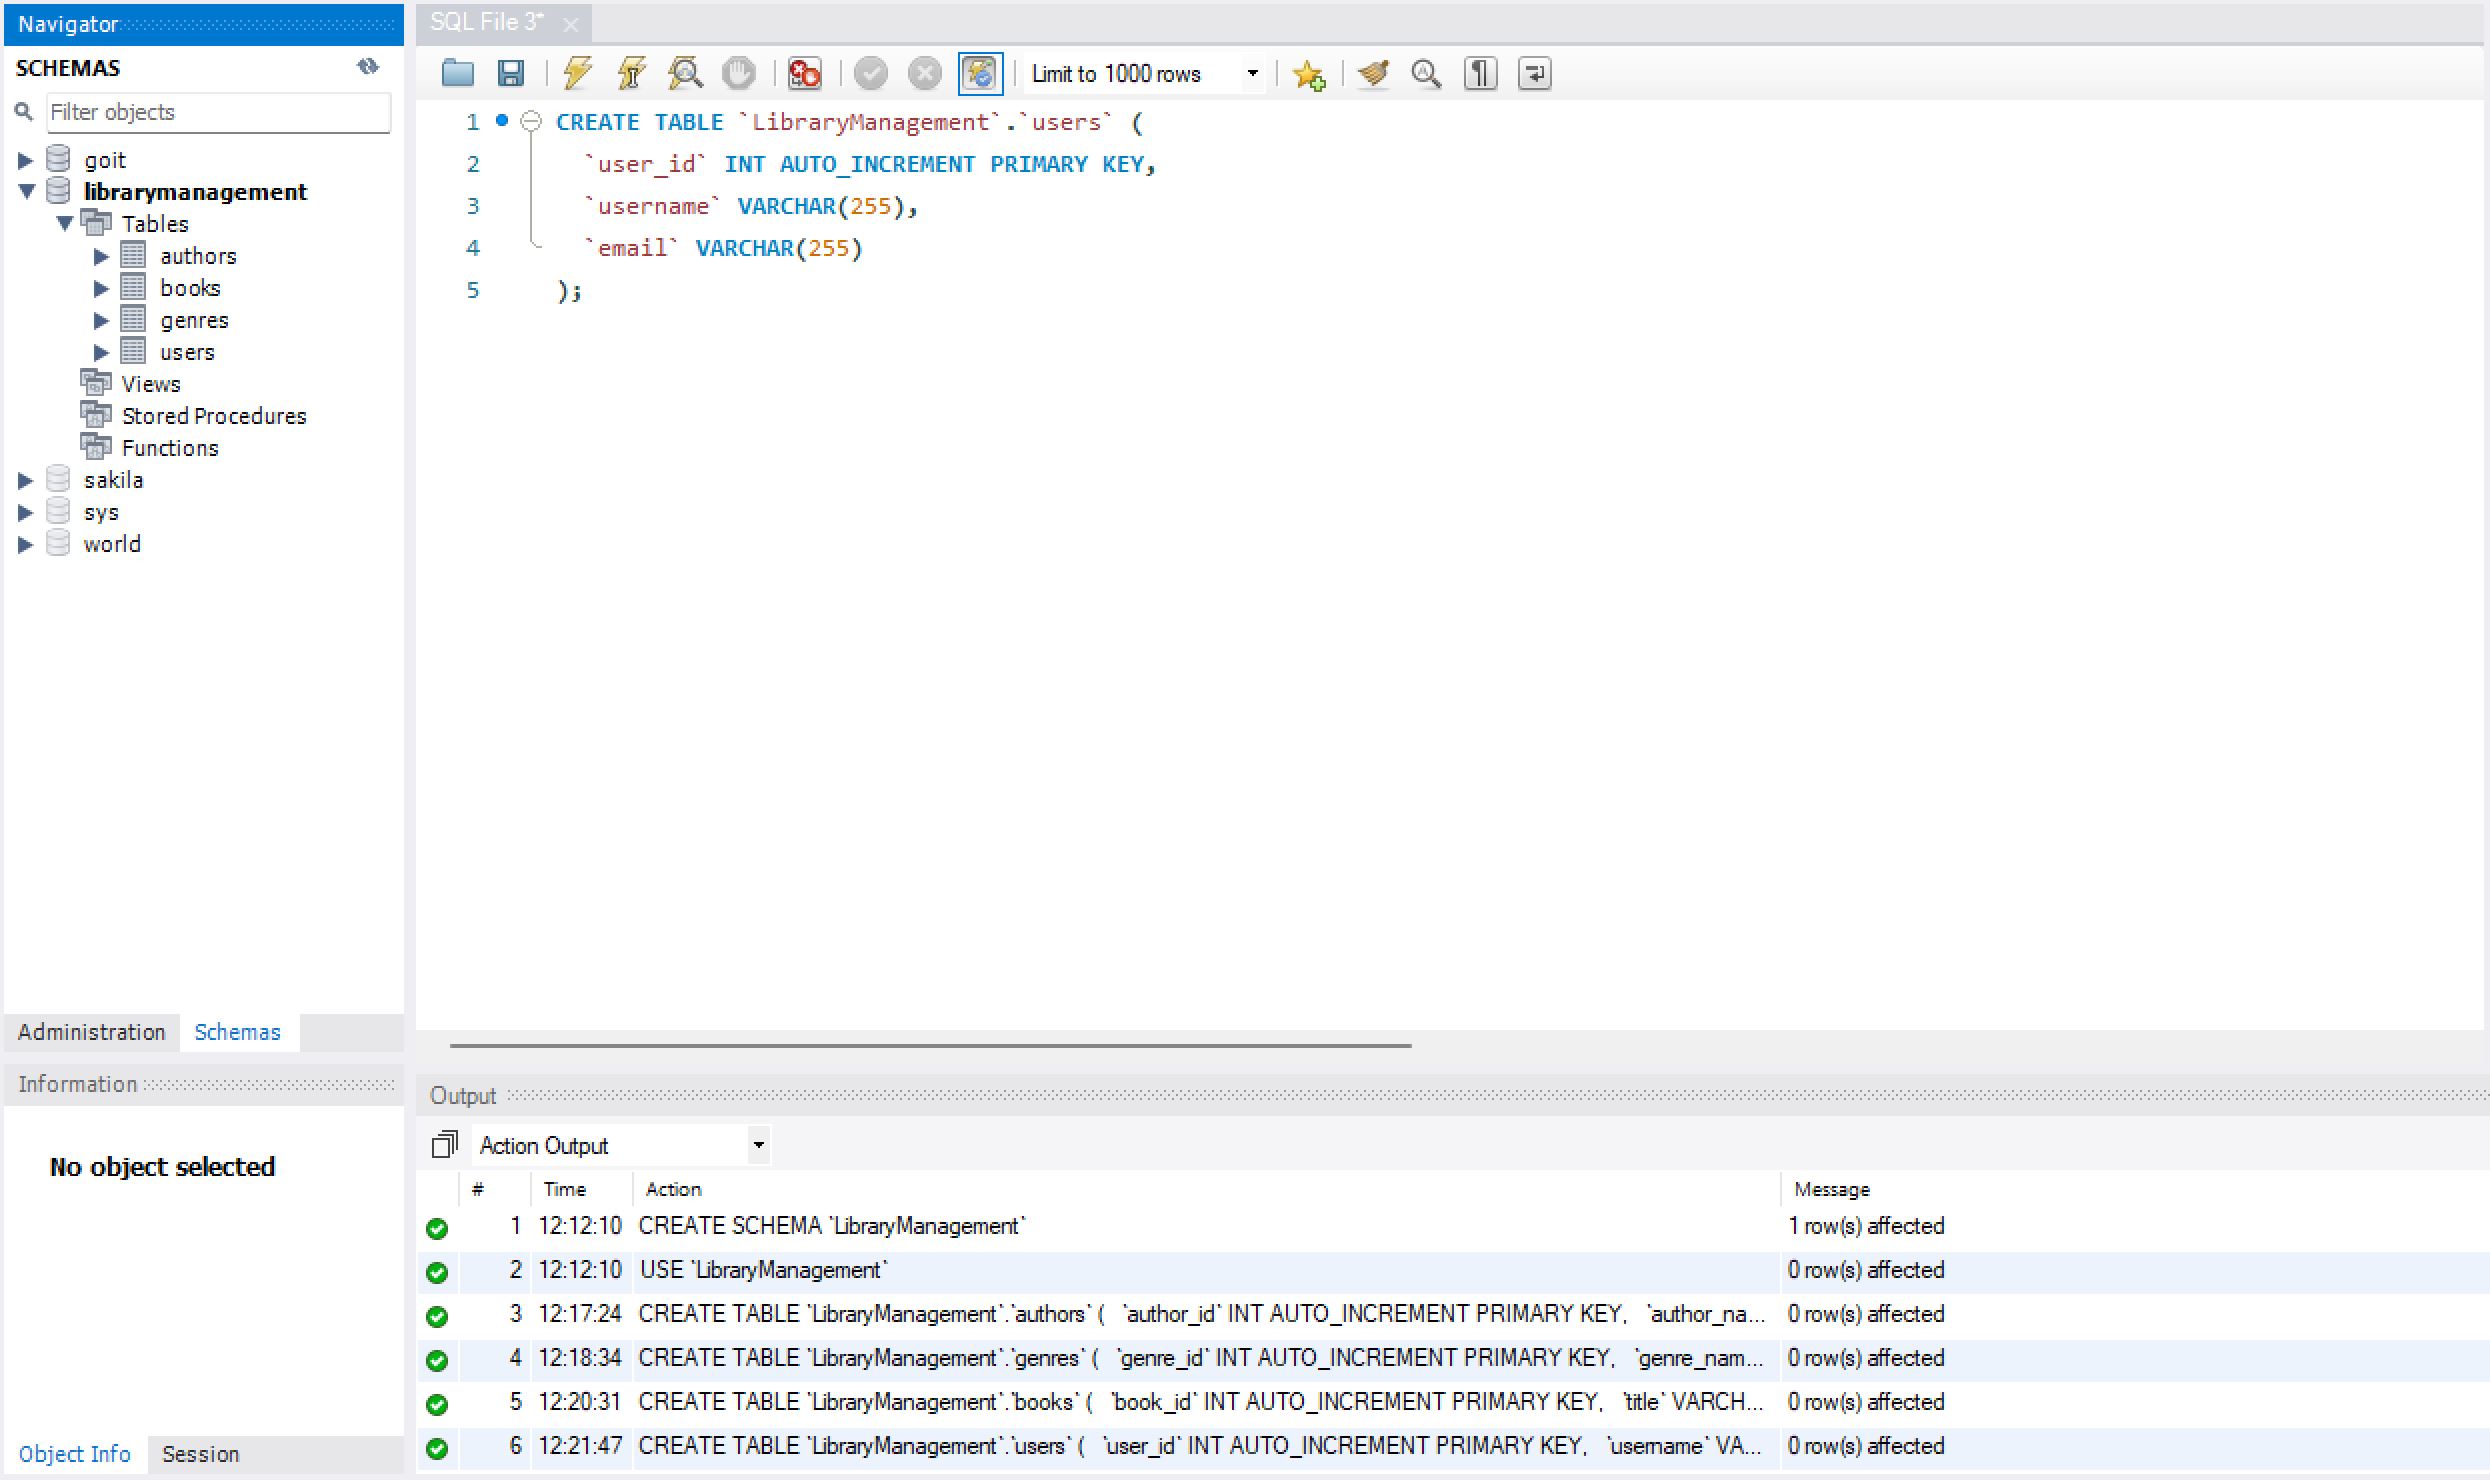 Navigator
SCHEMAS
Filter objects
goit
librarymanagement
Tables
authors
books
genres
users
Views
Stored Procedures
Functions
sakila
sys
world
Administration Schemas
Information
No object selected
Object Info Session
SQL File 3*
Limit to 1000 rows
1 CREATE TABLE `LibraryManagement`.`users` (
2 `user_id` INT AUTO_INCREMENT PRIMARY KEY,
3 `username` VARCHAR(255),
4 `email` VARCHAR(255)
5 );
Output
Action Output
# Time Action Message
1 12:12:10 CREATE SCHEMA `LibraryManagement` 1 row(s) affected
2 12:12:10 USE `LibraryManagement` 0 row(s) affected
3 12:17:24 CREATE TABLE `LibraryManagement`.`authors` ( `author_id` INT AUTO_INCREMENT PRIMARY KEY, `author_na... 0 row(s) affected
4 12:18:34 CREATE TABLE `LibraryManagement`.`genres` ( `genre_id` INT AUTO_INCREMENT PRIMARY KEY, `genre_nam... 0 row(s) affected
5 12:20:31 CREATE TABLE `LibraryManagement`.`books` ( `book_id` INT AUTO_INCREMENT PRIMARY KEY, `title` VARCH... 0 row(s) affected
6 12:21:47 CREATE TABLE `LibraryManagement`.`users` ( `user_id` INT AUTO_INCREMENT PRIMARY KEY, `username` VA... 0 row(s) affected